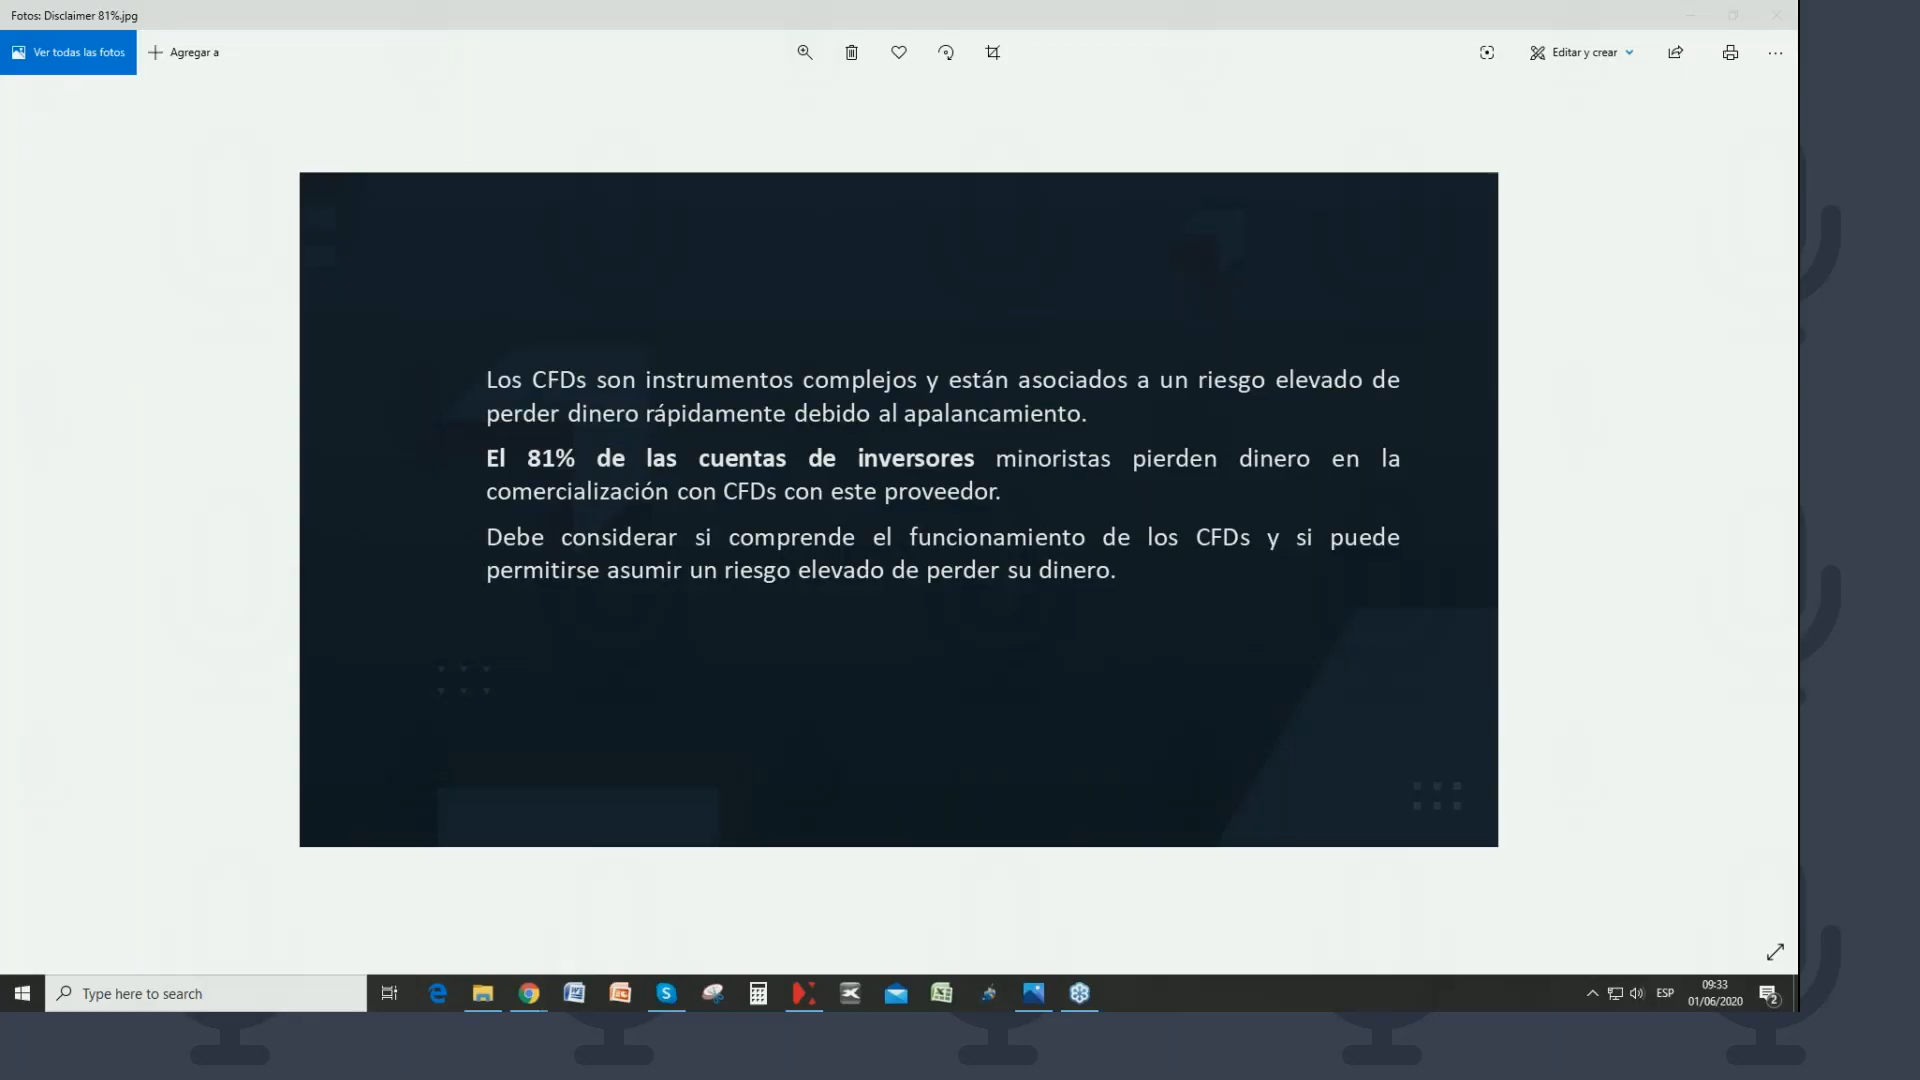 Fotos: Disclaimer 81%.jpg
Ver todas las fotos
Agregar a
Editar y crear
Los CFDs son instrumentos complejos y están asociados a un riesgo elevado de
perder dinero rápidamente debido al apalancamiento.
El 81% de las cuentas de inversores minoristas pierden dinero en la
comercialización con CFDs con este proveedor.
Debe considerar si comprende el funcionamiento de los CFDs y si puede
permitirse asumir un riesgo elevado de perder su dinero.
Type here to search
ESP
09:33
01/06/2020
2